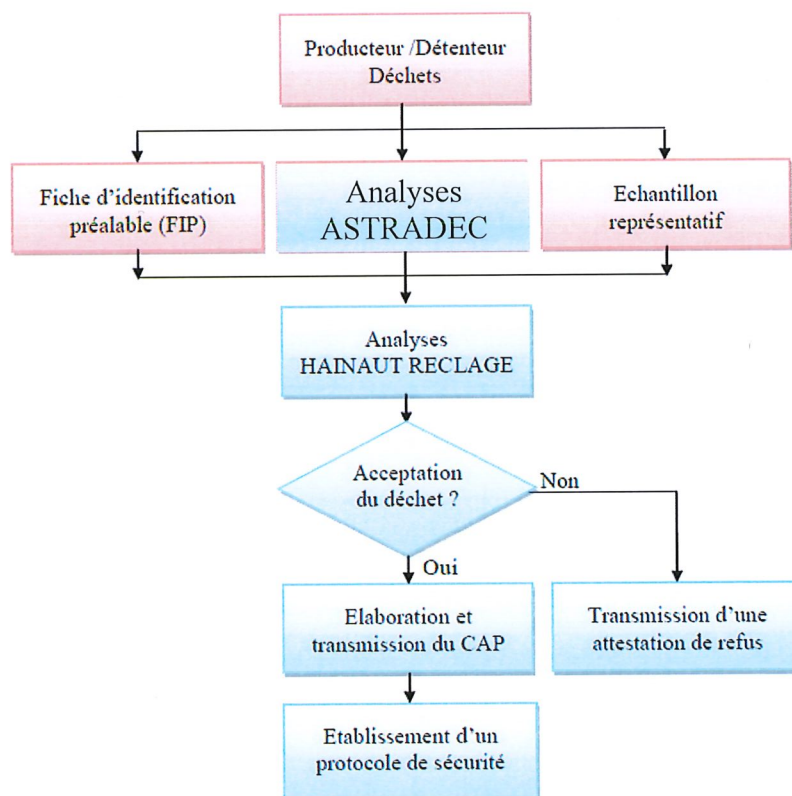 Producteur /Détenteur
Déchets
Fiche d'identification
préalable (FIP)
Analyses
ASTRADEC
Echantillon
représentatif
Analyses
HAINAUT RECLAGE
Acceptation
du déchet ?
Non
Oui
Elaboration et
transmission du CAP
Transmission d'une
attestation de refus
Etablissement d'un
protocole de sécurité